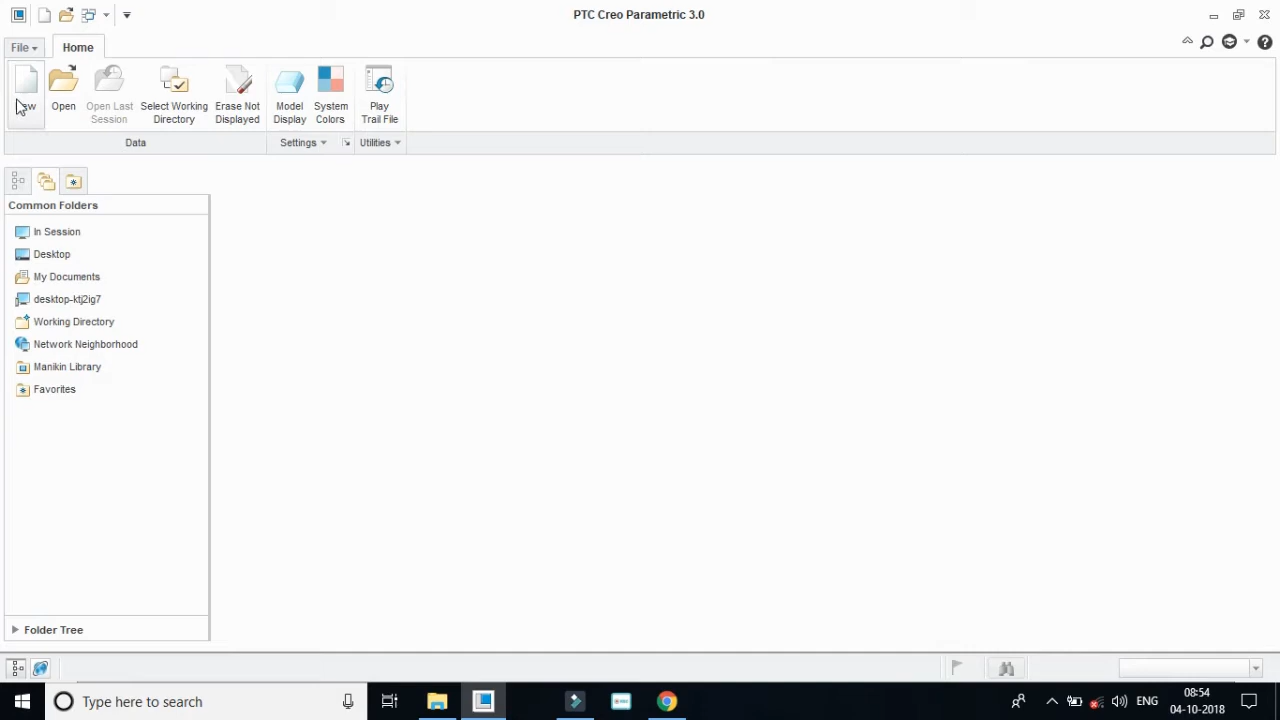 PTC Creo Parametric 3.0
File
Home
Open
Open Last Session
Select Working Directory
Erase Not Displayed
Model Display
System Colors
Play Trail File
Data
Settings
Utilities
Common Folders
In Session
Desktop
My Documents
desktop-ktj2ig7
Working Directory
Network Neighborhood
Manikin Library
Favorites
Folder Tree
Type here to search
ENG
08:54
04-10-2018